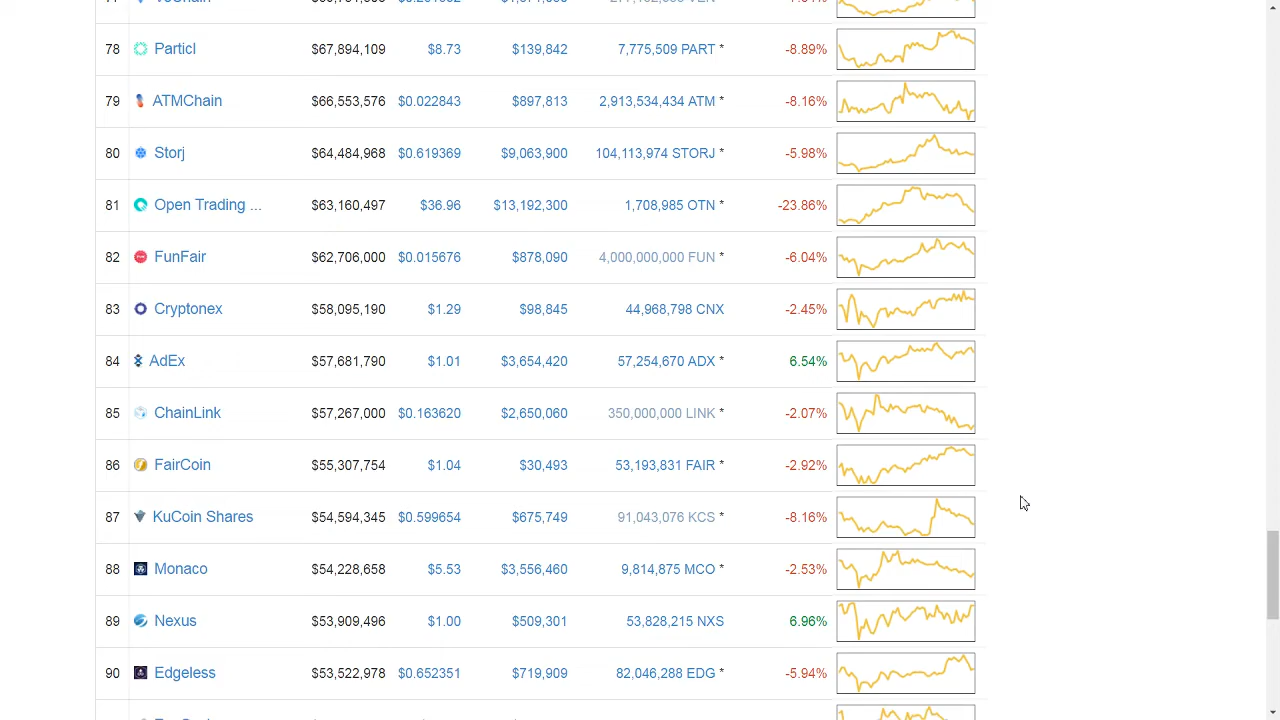 78 Particl $67,894,109 $8.73 $139,842 7,775,509 PART * -8.89%
79 ATMChain $66,553,576 $0.022843 $897,813 2,913,534,434 ATM * -8.16%
80 Storj $64,484,968 $0.619369 $9,063,900 104,113,974 STORJ * -5.98%
81 Open Trading ... $63,160,497 $36.96 $13,192,300 1,708,985 OTN * -23.86%
82 FunFair $62,706,000 $0.015676 $878,090 4,000,000,000 FUN * -6.04%
83 Cryptonex $58,095,190 $1.29 $98,845 44,968,798 CNX -2.45%
84 AdEx $57,681,790 $1.01 $3,654,420 57,254,670 ADX * 6.54%
85 ChainLink $57,267,000 $0.163620 $2,650,060 350,000,000 LINK * -2.07%
86 FairCoin $55,307,754 $1.04 $30,493 53,193,831 FAIR * -2.92%
87 KuCoin Shares $54,594,345 $0.599654 $675,749 91,043,076 KCS * -8.16%
88 Monaco $54,228,058 $5.53 $3,556,460 9,814,875 MCO * -2.53%
89 Nexus $53,909,496 $1.00 $509,301 53,828,215 NXS 6.96%
90 Edgeless $53,522,978 $0.652351 $719,909 82,046,288 EDG * -5.94%